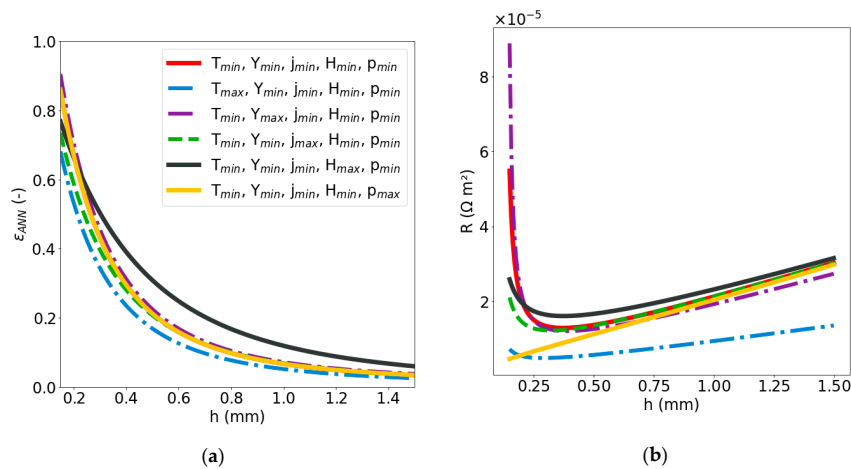 ×10⁻⁵
1.0
0.8
0.6
0.4
0.2
0.0
ε_ANN (-)
T_min, Y_min, j_min, H_min, p_min
T_max, Y_min, j_min, H_min, p_min
T_min, Y_max, j_min, H_min, p_min
T_min, Y_min, j_max, H_min, p_min
T_min, Y_min, j_min, H_max, p_min
T_min, Y_min, j_min, H_min, p_max
0.2 0.4 0.6 0.8 1.0 1.2 1.4
h (mm)
(a)
8
6
4
2
R (Ω m²)
0.25 0.50 0.75 1.00 1.25 1.50
h (mm)
(b)